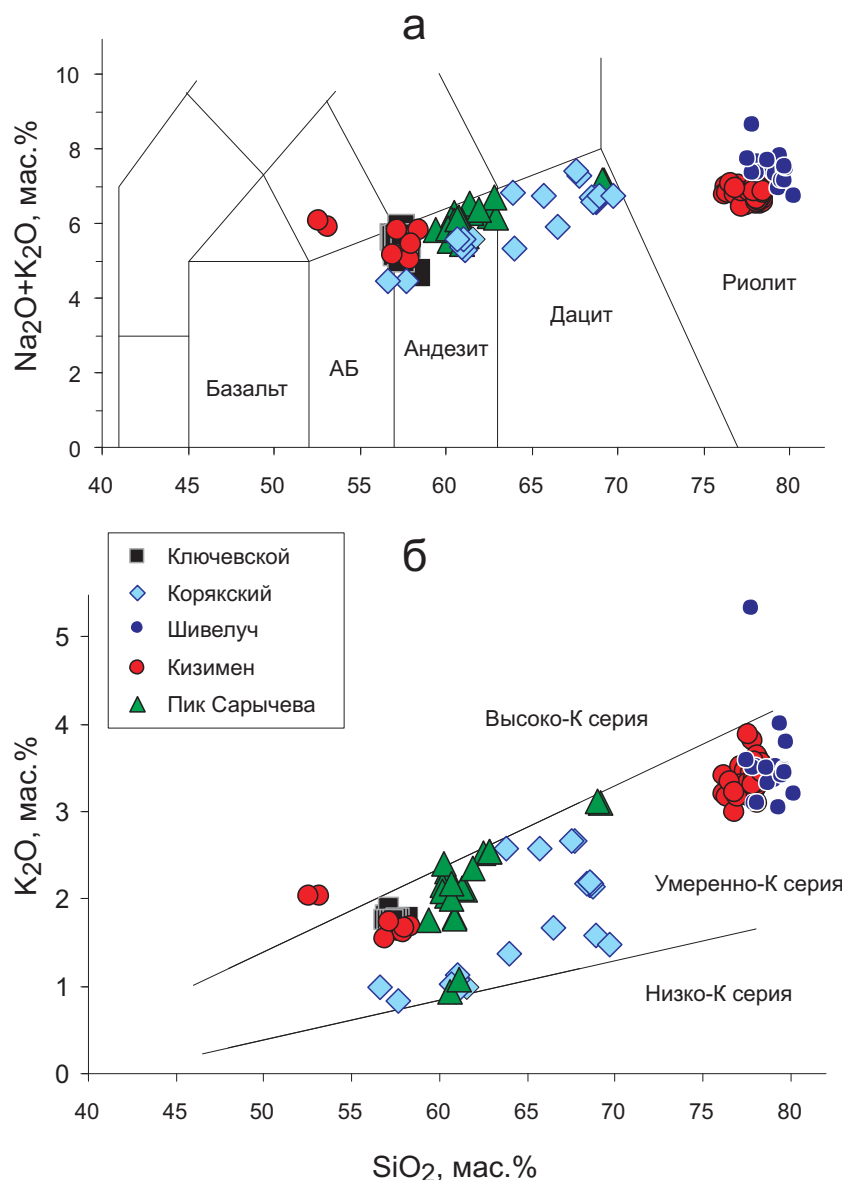 а
Na2O+K2O, мас.%
10
8
6
4
2
0
Базальт
АБ
Андезит
Дацит
Риолит
40 45 50 55 60 65 70 75 80
б
Ключевской
Корякский
Шивелуч
Кизимен
Пик Сарычева
K2O, мас.%
5
4
3
2
1
0
Высоко-К серия
Умеренно-К серия
Низко-К серия
40 45 50 55 60 65 70 75 80
SiO2, мас.%